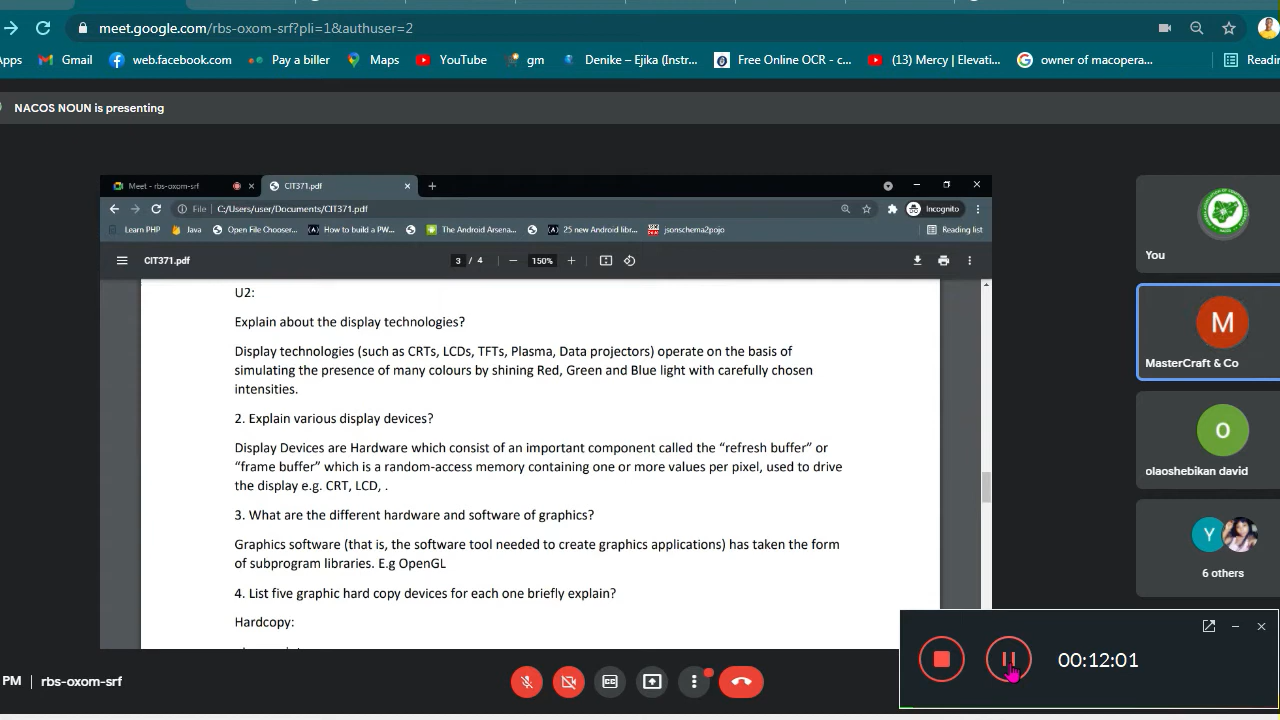 meet.google.com/rbs-oxom-srf?pli=1&authuser=2
Apps Gmail web.facebook.com Pay a biller Maps YouTube gm Denike – Ejika (Instr... Free Online OCR - c... (13) Mercy | Elevati... owner of macopera... Readin
NACOS NOUN is presenting
Meet - rbs-oxom-srf CIT371.pdf
File C:/Users/user/Documents/CIT371.pdf Incognito
Learn PHP Java Open File Chooser... How to build a PW... The Android Arsena... 25 new Android libr... jsonschema2pojo Reading list
CIT371.pdf 3 / 4 150%
U2:
Explain about the display technologies?
Display technologies (such as CRTs, LCDs, TFTs, Plasma, Data projectors) operate on the basis of
simulating the presence of many colours by shining Red, Green and Blue light with carefully chosen
intensities.
2. Explain various display devices?
Display Devices are Hardware which consist of an important component called the “refresh buffer” or
“frame buffer” which is a random-access memory containing one or more values per pixel, used to drive
the display e.g. CRT, LCD, .
3. What are the different hardware and software of graphics?
Graphics software (that is, the software tool needed to create graphics applications) has taken the form
of subprogram libraries. E.g OpenGL
4. List five graphic hard copy devices for each one briefly explain?
Hardcopy:
You
M
MasterCraft & Co
o
olaoshebikan david
Y
6 others
00:12:01
PM | rbs-oxom-srf